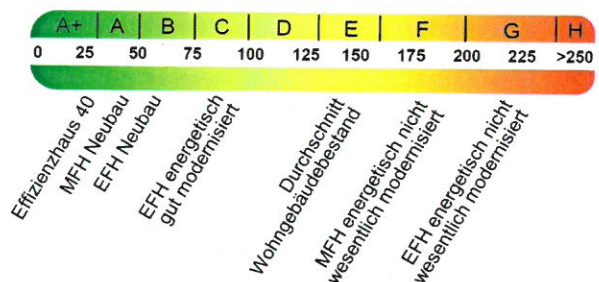 A+ A B C D E F G H
0 25 50 75 100 125 150 175 200 225 >250
Effizienzhaus 40
MFH Neubau
EFH Neubau
EFH energetisch
gut modernisiert
Durchschnitt
Wohngebäudebestand
MFH energetisch nicht
wesentlich modernisiert
EFH energetisch nicht
wesentlich modernisiert